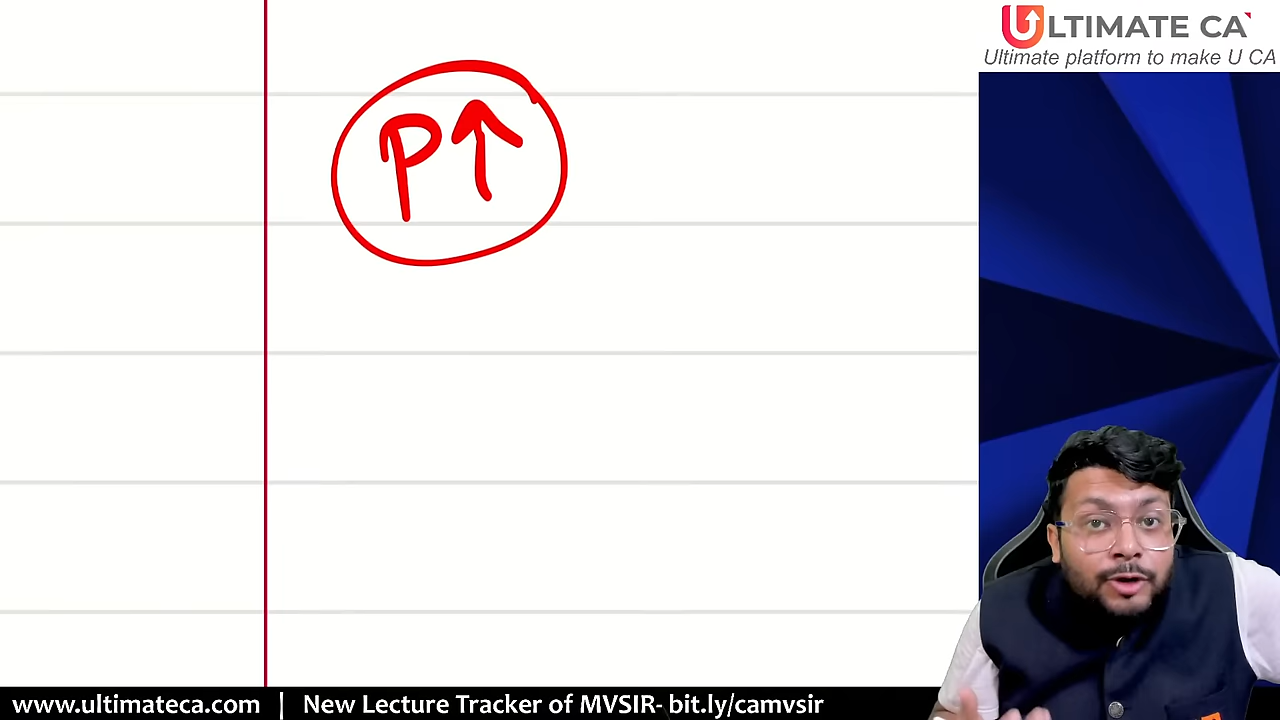 P↑
ULTIMATE CA
Ultimate platform to make U CA
www.ultimateca.com | New Lecture Tracker of MVSIR- bit.ly/camvsir